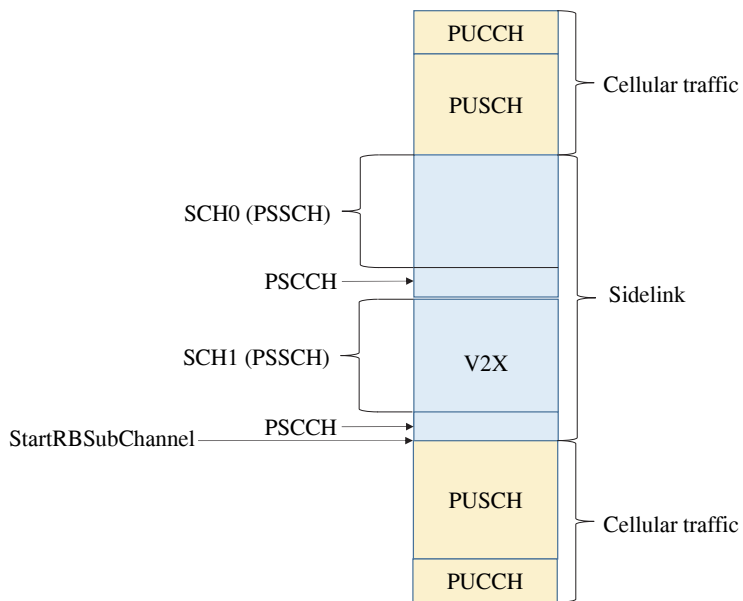 PUCCH
Cellular traffic
PUSCH
SCH0 (PSSCH)
PSCCH
Sidelink
SCH1 (PSSCH)
V2X
PSCCH
StartRBSubChannel
PUSCH
Cellular traffic
PUCCH